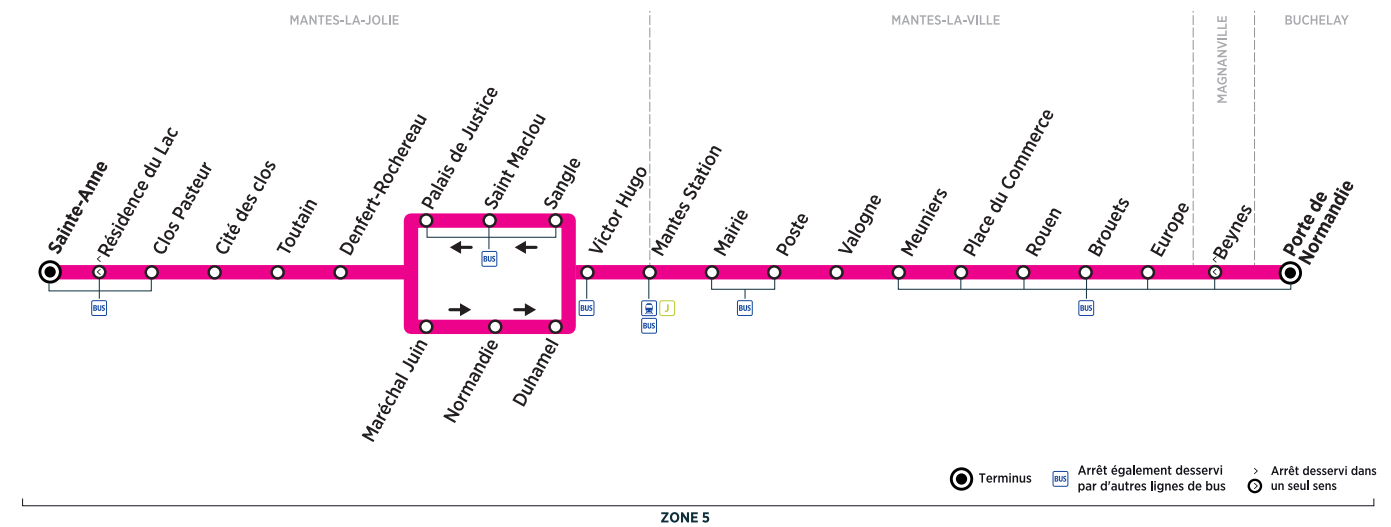 MANTES-LA-JOLIE
MANTES-LA-VILLE
MAGNANVILLE
BUCHELAY
Sainte-Anne
Résidence du Lac
Clos Pasteur
Cité des clos
Toutain
Denfert-Rochereau
Palais de Justice
Saint Maclou
Sangle
Victor Hugo
Mantes Station
Mairie
Poste
Valogne
Meuniers
Place du Commerce
Rouen
Brouets
Europe
Beynes
Porte de
Normandie
BUS
BUS
BUS
J
BUS
BUS
BUS
Maréchal Juin
Normandie
Duhamel
Terminus
BUS
Arrêt également desservi
par d'autres lignes de bus
Arrêt desservi dans
un seul sens
ZONE 5